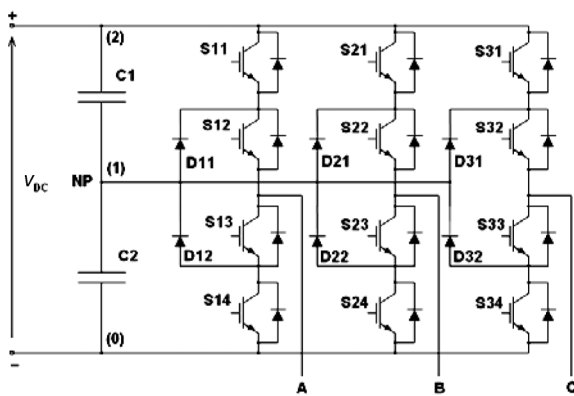 +
(2)
S11
S21
S31
C1
S12
S22
S32
D11
D21
D31
V_DC
NP
(1)
S13
S23
S33
C2
D12
D22
D32
S14
S24
S34
(0)
−
A
B
C